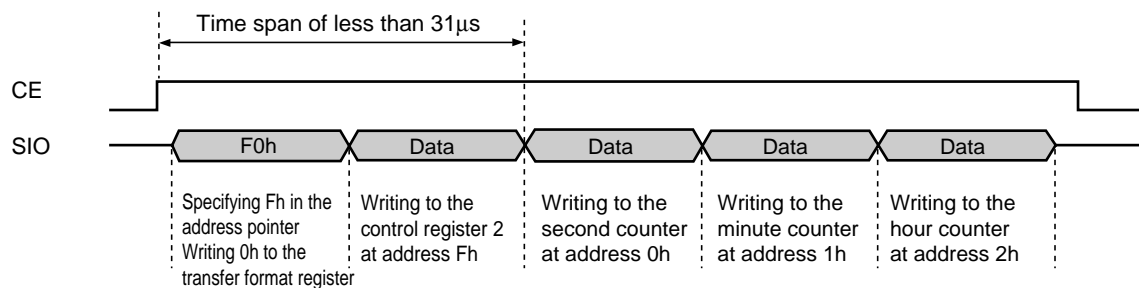 Time span of less than 31μs
CE
SIO
F0h
Data
Data
Data
Data
Specifying Fh in the
address pointer
Writing 0h to the
transfer format register
Writing to the
control register 2
at address Fh
Writing to the
second counter
at address 0h
Writing to the
minute counter
at address 1h
Writing to the
hour counter
at address 2h